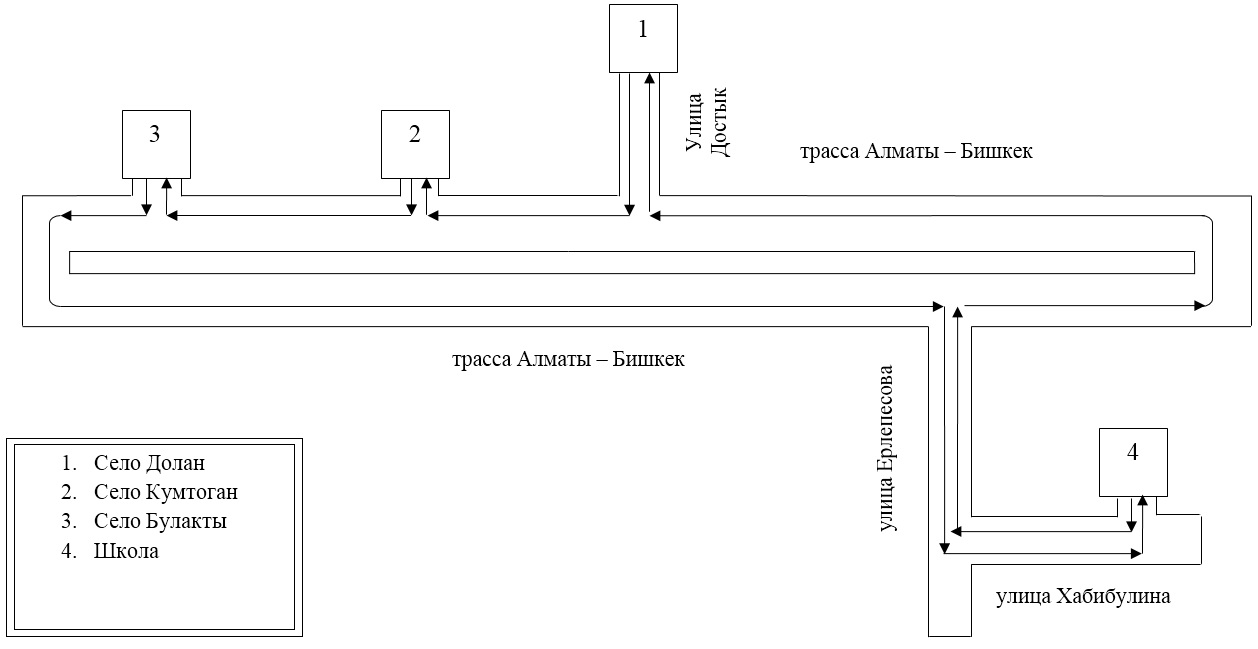 1
3
2
Улица
Достык
трасса Алматы – Бишкек
трасса Алматы – Бишкек
улица Ерлепесова
4
1. Село Долан
2. Село Кумтоган
3. Село Булакты
4. Школа
улица Хабибулина